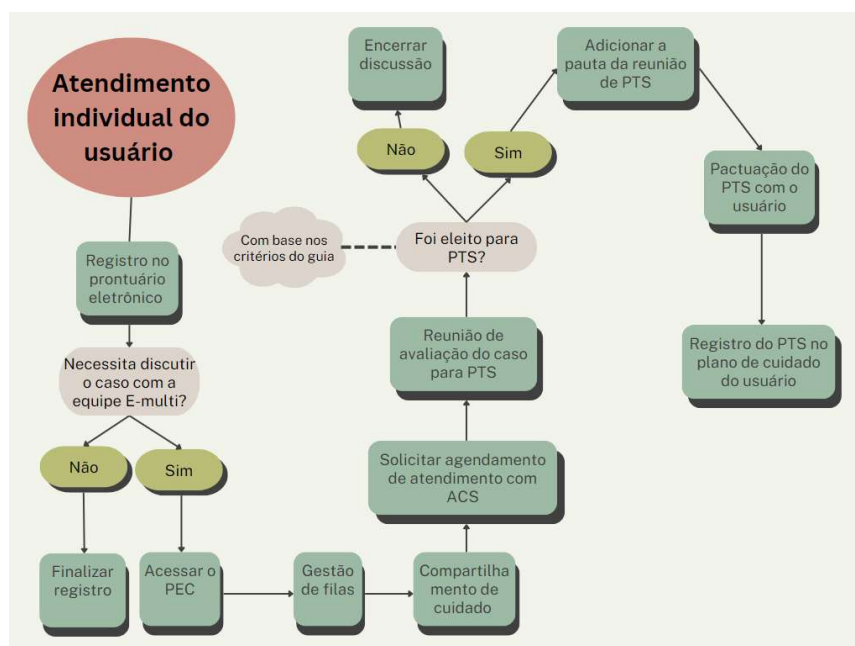 Atendimento
individual do
usuário
Registro no
prontuário
eletrônico
Necessita discutir
o caso com a
equipe E-multi?
Não
Sim
Finalizar
registro
Acessar o
PEC
Gestão
de filas
Compartilha
mento de
cuidado
Solicitar agendamento
de atendimento com
ACS
Reunião de
avaliação do caso
para PTS
Foi eleito para
PTS?
Com base nos
critérios do guia
Não
Sim
Encerrar
discussão
Adicionar a
pauta da reunião
de PTS
Pactuação do
PTS com o
usuário
Registro do PTS no
plano de cuidado
do usuário